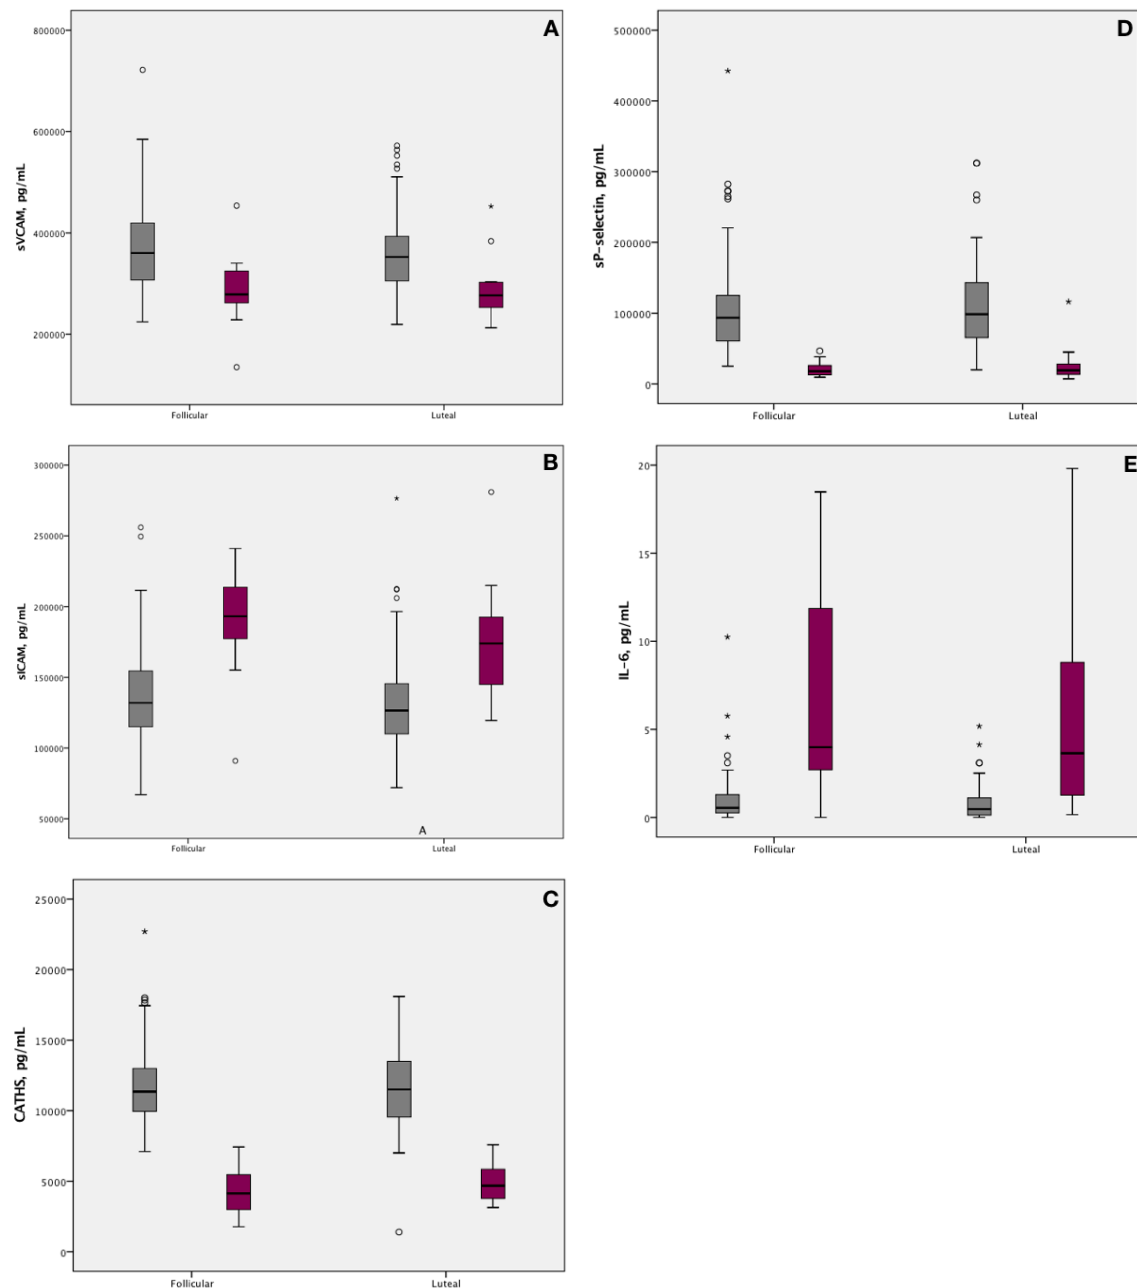 A
800000
600000
400000
200000
sVCAM, pg/mL
Follicular
Luteal
D
500000
400000
300000
200000
100000
0
sP-selectin, pg/mL
Follicular
Luteal
B
300000
250000
200000
150000
100000
50000
sICAM, pg/mL
A
Follicular
Luteal
E
20
15
10
5
0
IL-6, pg/mL
Follicular
Luteal
C
25000
20000
15000
10000
5000
0
CATHS, pg/mL
Follicular
Luteal